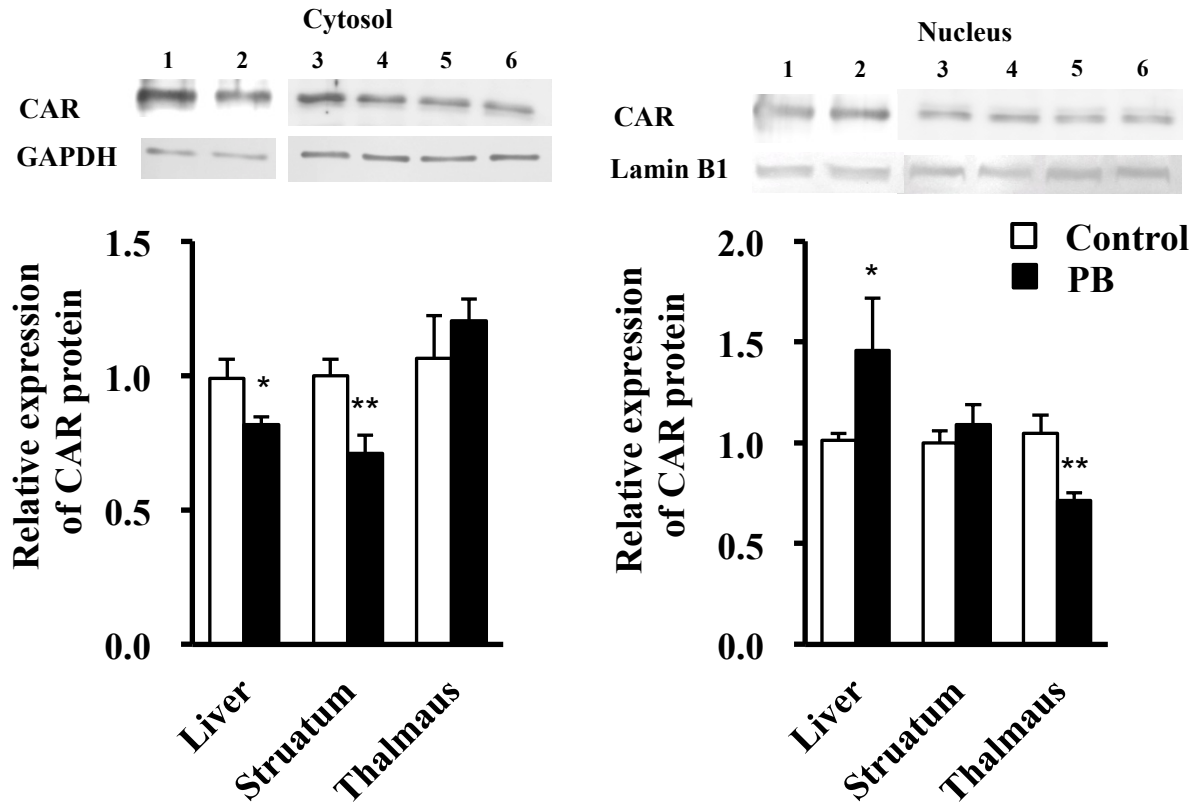 Cytosol
1 2 3 4 5 6
CAR
GAPDH
Nucleus
1 2 3 4 5 6
CAR
Lamin B1
Relative expression
of CAR protein
1.5
1.0
0.5
0.0
*
**
Liver
Struatum
Thalmaus
Relative expression
of CAR protein
2.0
1.5
1.0
0.5
0.0
*
**
Control
PB
Liver
Struatum
Thalmaus